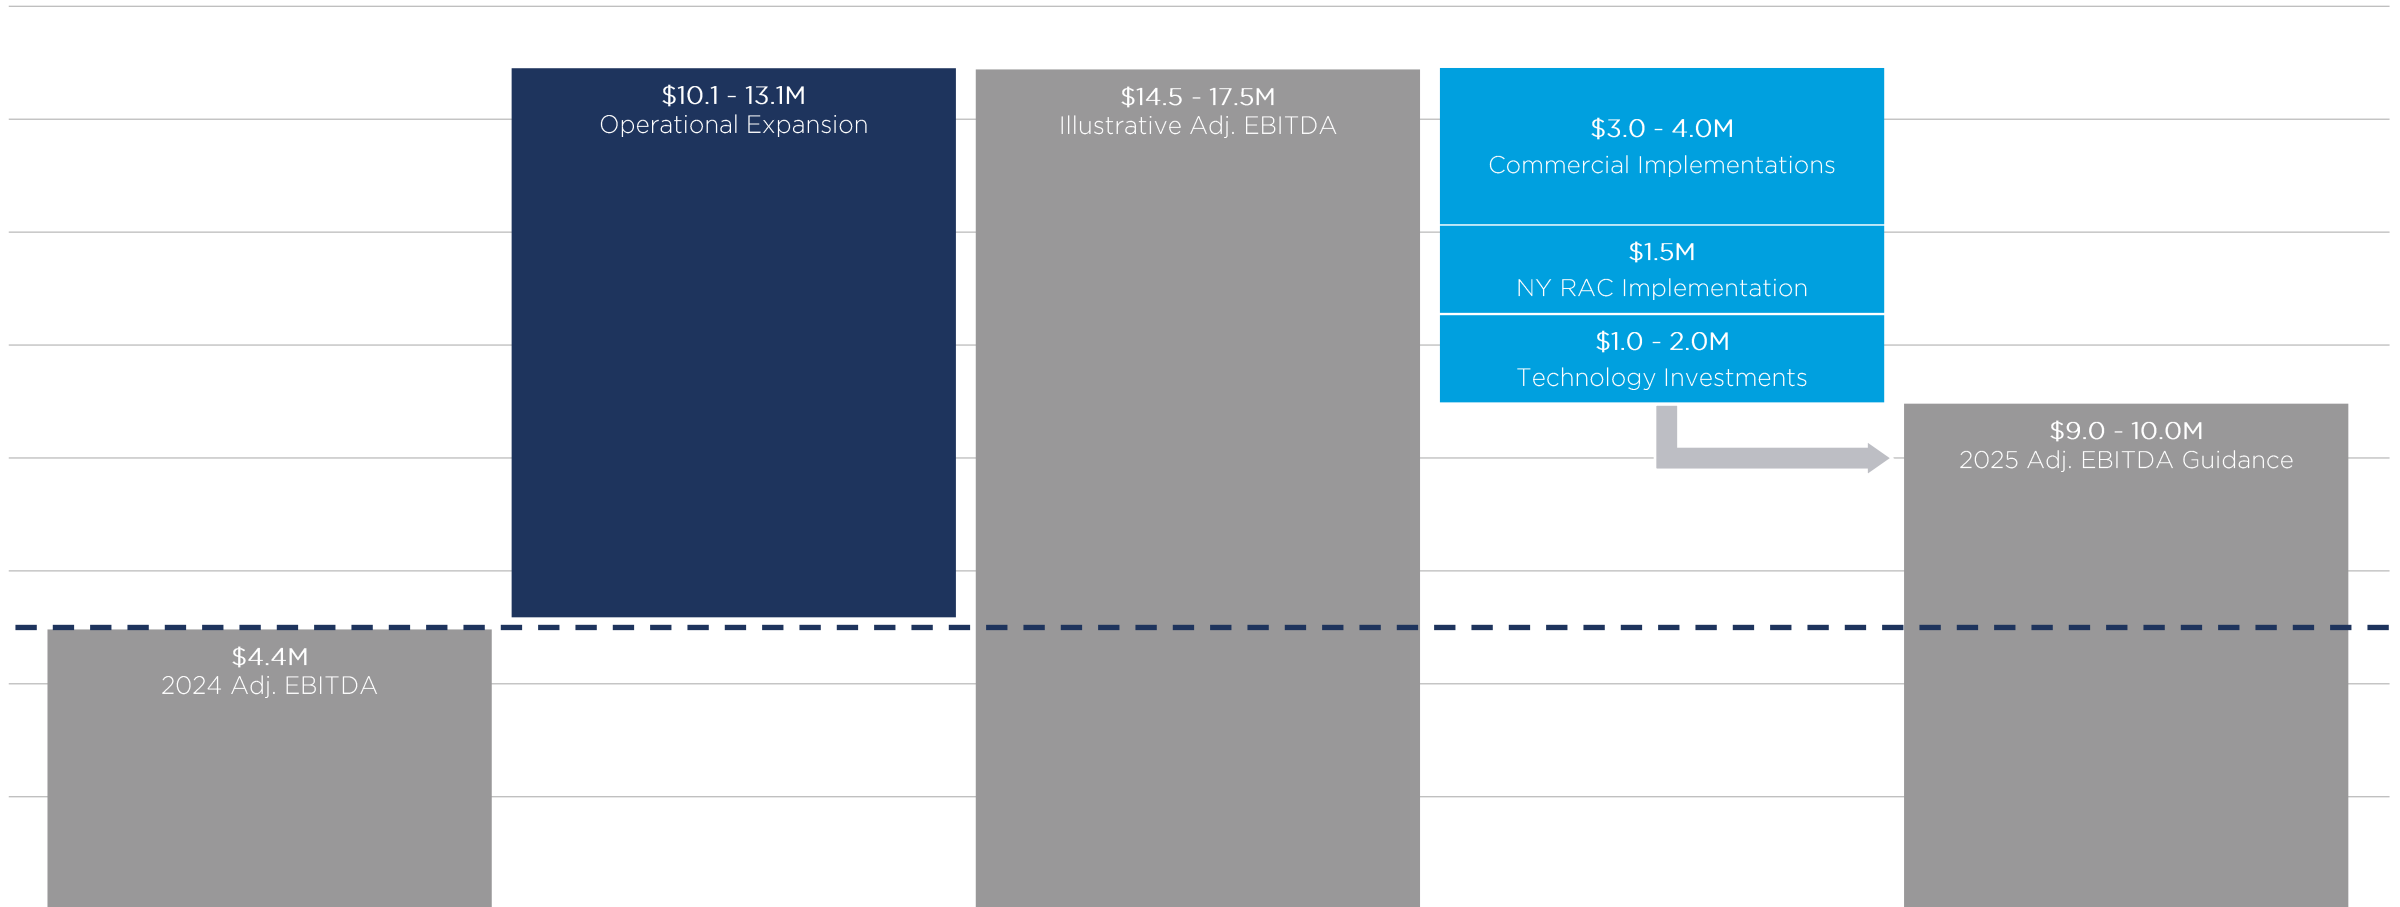 $10.1 - 13.1M
Operational Expansion
$14.5 - 17.5M
Illustrative Adj. EBITDA
$3.0 - 4.0M
Commercial Implementations
$1.5M
NY RAC Implementation
$1.0 - 2.0M
Technology Investments
$9.0 - 10.0M
2025 Adj. EBITDA Guidance
$4.4M
2024 Adj. EBITDA